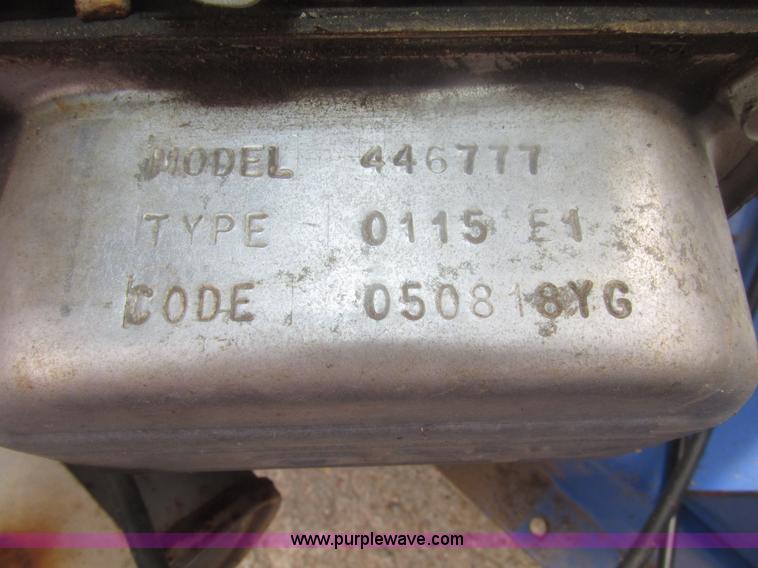 MODEL 446777
TYPE 0115 E1
CODE 050818YG
www.purplewave.com